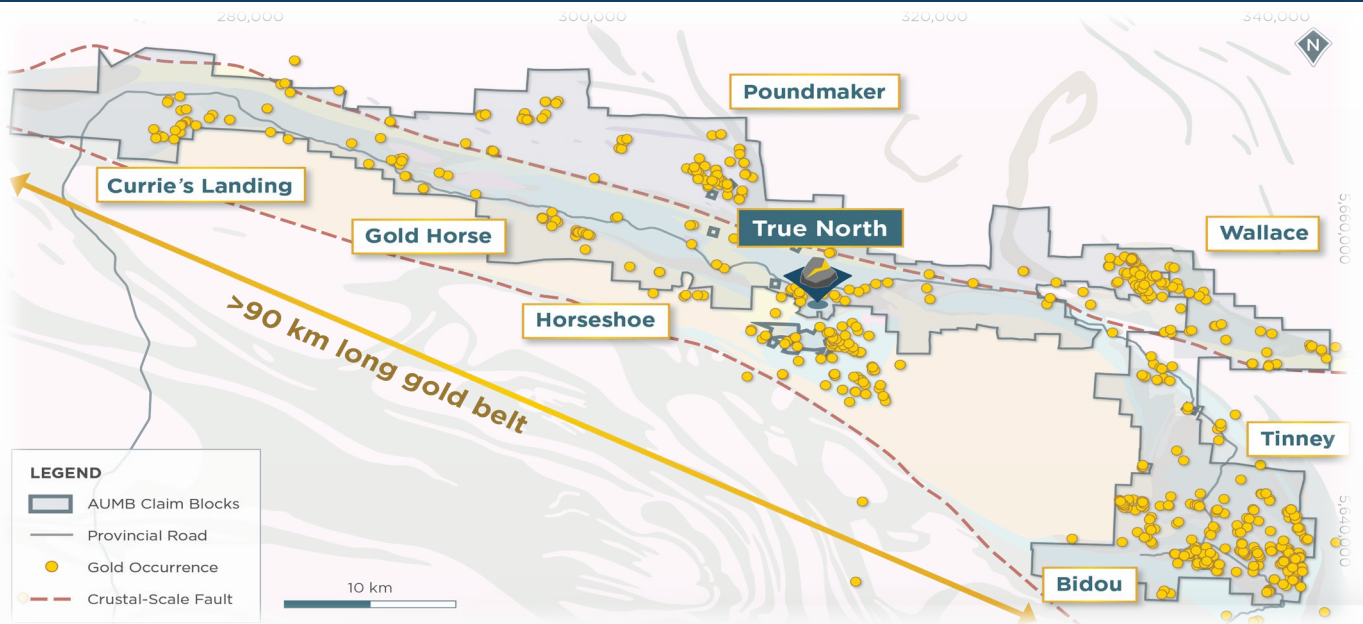 280,000
300,000
320,000
340,000
N
Poundmaker
Currie's Landing
Gold Horse
True North
Wallace
5,660,000
Horseshoe
>90 km long gold belt
Tinney
LEGEND
AUMB Claim Blocks
Provincial Road
Gold Occurrence
Crustal-Scale Fault
10 km
5,640,000
Bidou